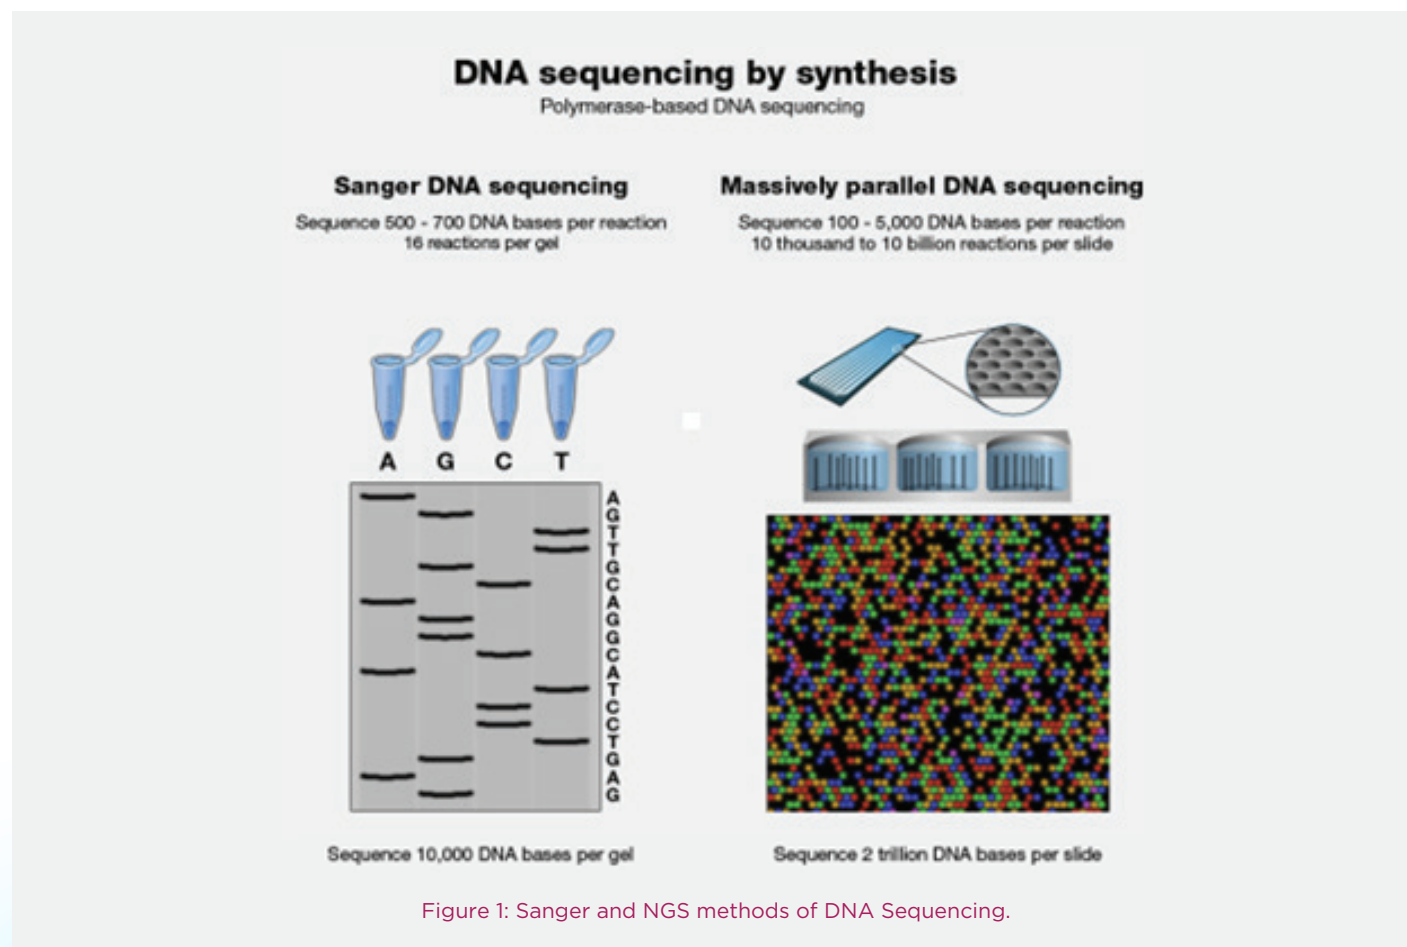 DNA sequencing by synthesis
Polymerase-based DNA sequencing
Sanger DNA sequencing
Sequence 500 - 700 DNA bases per reaction
16 reactions per gel
A G C T
A
G
T
T
G
C
A
G
G
C
A
T
C
C
T
G
A
G
Sequence 10,000 DNA bases per gel
Massively parallel DNA sequencing
Sequence 100 - 5,000 DNA bases per reaction
10 thousand to 10 billion reactions per slide
Sequence 2 trillion DNA bases per slide
Figure 1: Sanger and NGS methods of DNA Sequencing.